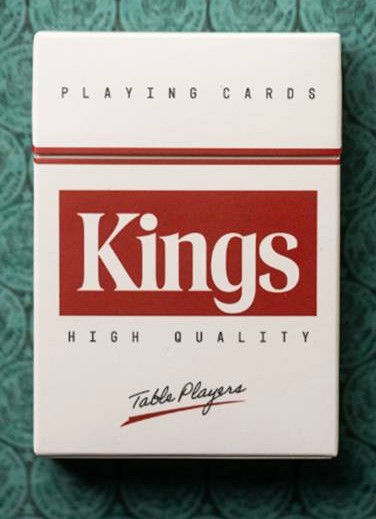 PLAYING CARDS
Kings
HIGH QUALITY
Table Players